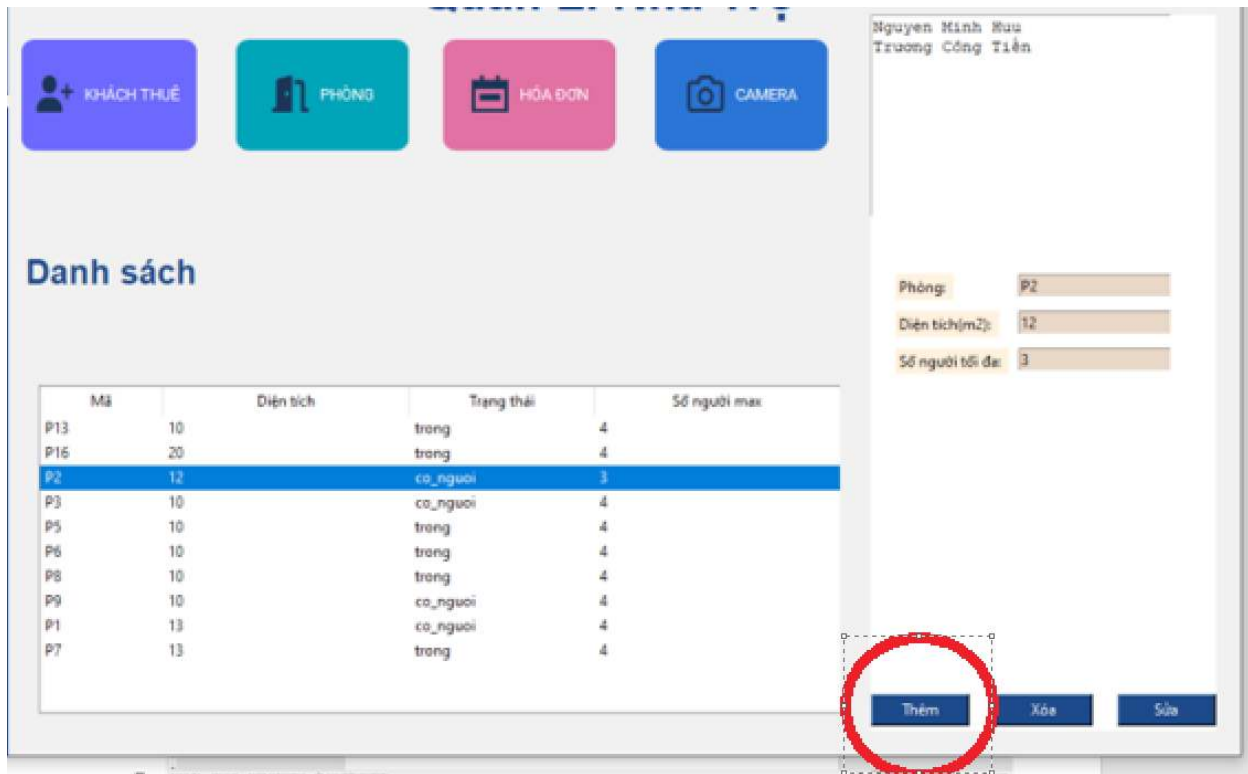 Nguyen Minh Huu
Trương Công Tiến
KHÁCH THUÊ
PHÒNG
HÓA ĐƠN
CAMERA
Danh sách
Phòng: P2
Diện tích(m2): 12
Số người tối đa: 3
Mã Diện tích Trạng thái Số người max
P13 10 trong 4
P16 20 trong 4
P2 12 co_nguoi 3
P3 10 co_nguoi 4
P5 10 trong 4
P6 10 trong 4
P8 10 trong 4
P9 10 co_nguoi 4
P1 13 co_nguoi 4
P7 13 trong 4
Thêm Xóa Sửa